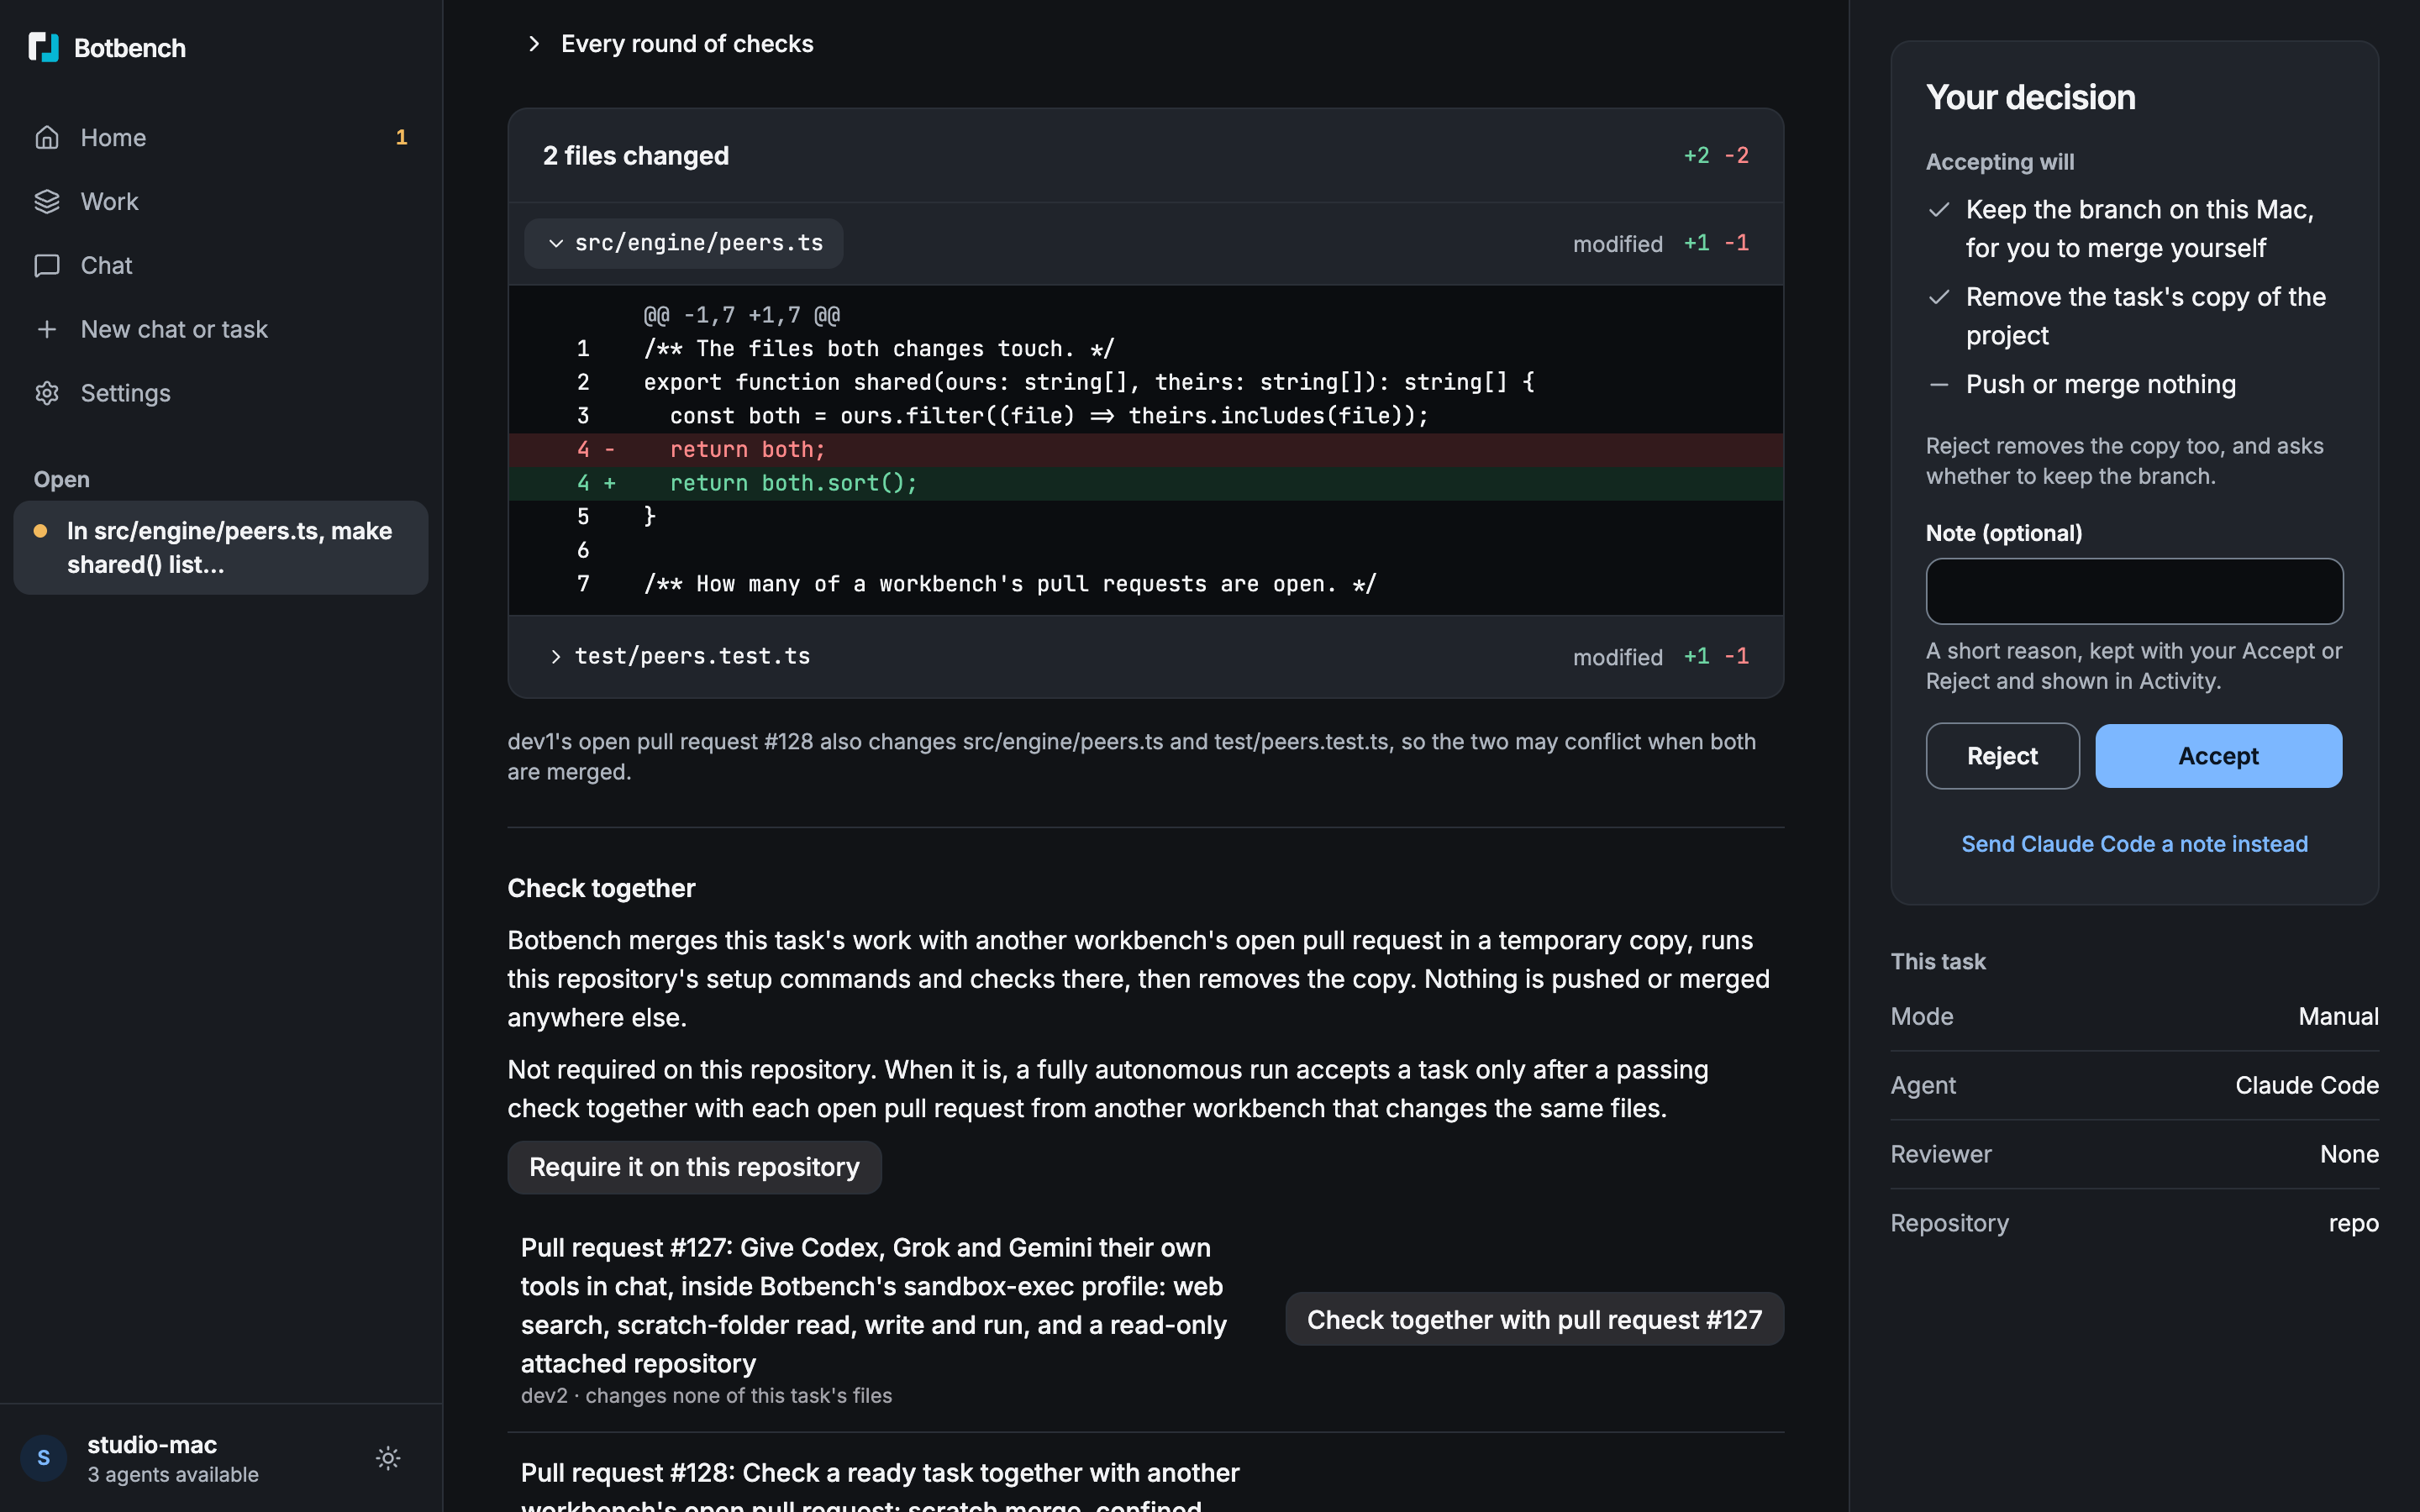 Botbench
Home 1
Work
Chat
New chat or task
Settings
Open
In src/engine/peers.ts, make
shared() list...
S
studio-mac
3 agents available
Every round of checks
2 files changed +2 -2
src/engine/peers.ts modified +1 -1
@@ -1,7 +1,7 @@
1 /** The files both changes touch. */
2 export function shared(ours: string[], theirs: string[]): string[] {
3 const both = ours.filter((file) => theirs.includes(file));
4 - return both;
4 + return both.sort();
5 }
6
7 /** How many of a workbench's pull requests are open. */
test/peers.test.ts modified +1 -1
dev1's open pull request #128 also changes src/engine/peers.ts and test/peers.test.ts, so the two may conflict when both
are merged.
Check together
Botbench merges this task's work with another workbench's open pull request in a temporary copy, runs
this repository's setup commands and checks there, then removes the copy. Nothing is pushed or merged
anywhere else.
Not required on this repository. When it is, a fully autonomous run accepts a task only after a passing
check together with each open pull request from another workbench that changes the same files.
Require it on this repository
Pull request #127: Give Codex, Grok and Gemini their own
tools in chat, inside Botbench's sandbox-exec profile: web
search, scratch-folder read, write and run, and a read-only
attached repository
dev2 · changes none of this task's files
Check together with pull request #127
Pull request #128: Check a ready task together with another
workbench's open pull request: scratch merge, confined
Your decision
Accepting will
Keep the branch on this Mac,
for you to merge yourself
Remove the task's copy of the
project
Push or merge nothing
Reject removes the copy too, and asks
whether to keep the branch.
Note (optional)
A short reason, kept with your Accept or
Reject and shown in Activity.
Reject
Accept
Send Claude Code a note instead
This task
Mode Manual
Agent Claude Code
Reviewer None
Repository repo